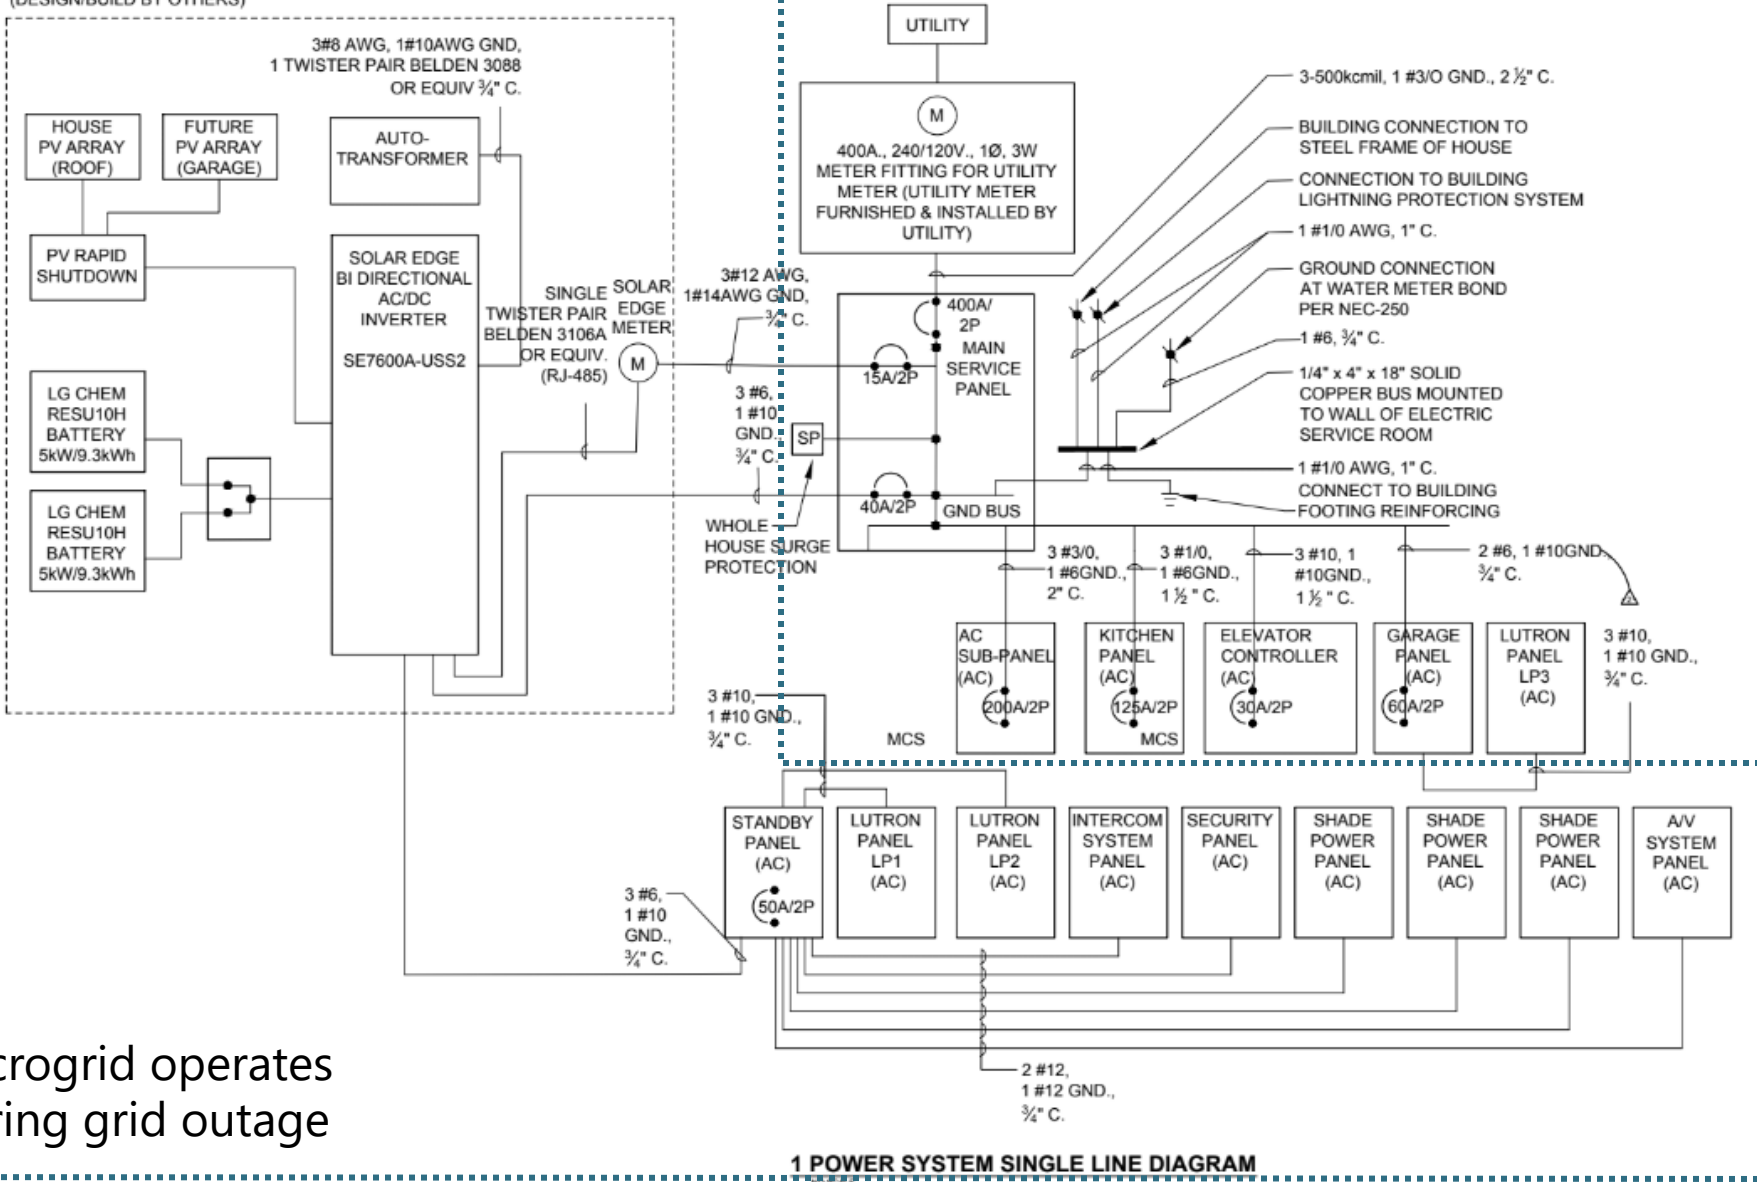 (DESIGN/BUILD BY OTHERS)
3#8 AWG, 1#10AWG GND,
1 TWISTER PAIR BELDEN 3088
OR EQUIV ¾" C.
HOUSE
PV ARRAY
(ROOF)
FUTURE
PV ARRAY
(GARAGE)
AUTO-
TRANSFORMER
PV RAPID
SHUTDOWN
SOLAR EDGE
BI DIRECTIONAL
AC/DC
INVERTER
SE7600A-USS2
SINGLE
TWISTER PAIR
BELDEN 3106A
OR EQUIV.
(RJ-485)
SOLAR
EDGE
METER
M
LG CHEM
RESU10H
BATTERY
5kW/9.3kWh
LG CHEM
RESU10H
BATTERY
5kW/9.3kWh
UTILITY
M
400A., 240/120V., 1Ø, 3W
METER FITTING FOR UTILITY
METER (UTILITY METER
FURNISHED & INSTALLED BY
UTILITY)
3#12 AWG,
1#14AWG GND,
¾" C.
400A/
2P
MAIN
SERVICE
PANEL
15A/2P
3 #6,
1 #10
GND.,
¾" C.
SP
40A/2P
GND BUS
WHOLE
HOUSE SURGE
PROTECTION
3-500kcmil, 1 #3/O GND., 2 ½" C.
BUILDING CONNECTION TO
STEEL FRAME OF HOUSE
CONNECTION TO BUILDING
LIGHTNING PROTECTION SYSTEM
1 #1/0 AWG, 1" C.
GROUND CONNECTION
AT WATER METER BOND
PER NEC-250
1 #6, ¾" C.
1/4" x 4" x 18" SOLID
COPPER BUS MOUNTED
TO WALL OF ELECTRIC
SERVICE ROOM
1 #1/0 AWG, 1" C.
CONNECT TO BUILDING
FOOTING REINFORCING
3 #3/0,
1 #6GND.,
2" C.
3 #1/0,
1 #6GND.,
1 ½ " C.
3 #10, 1
#10GND.,
1 ½ " C.
2 #6, 1 #10GND.
¾" C.
AC
SUB-PANEL
(AC)
200A/2P
KITCHEN
PANEL
(AC)
125A/2P
MCS
ELEVATOR
CONTROLLER
(AC)
30A/2P
GARAGE
PANEL
(AC)
60A/2P
LUTRON
PANEL
LP3
(AC)
3 #10,
1 #10 GND.,
¾" C.
3 #10,
1 #10 GND.,
¾" C.
MCS
STANDBY
PANEL
(AC)
50A/2P
LUTRON
PANEL
LP1
(AC)
LUTRON
PANEL
LP2
(AC)
INTERCOM
SYSTEM
PANEL
(AC)
SECURITY
PANEL
(AC)
SHADE
POWER
PANEL
(AC)
SHADE
POWER
PANEL
(AC)
SHADE
POWER
PANEL
(AC)
A/V
SYSTEM
PANEL
(AC)
3 #6,
1 #10
GND.,
¾" C.
2 #12,
1 #12 GND.,
¾" C.
crogrid operates
ring grid outage
1 POWER SYSTEM SINGLE LINE DIAGRAM